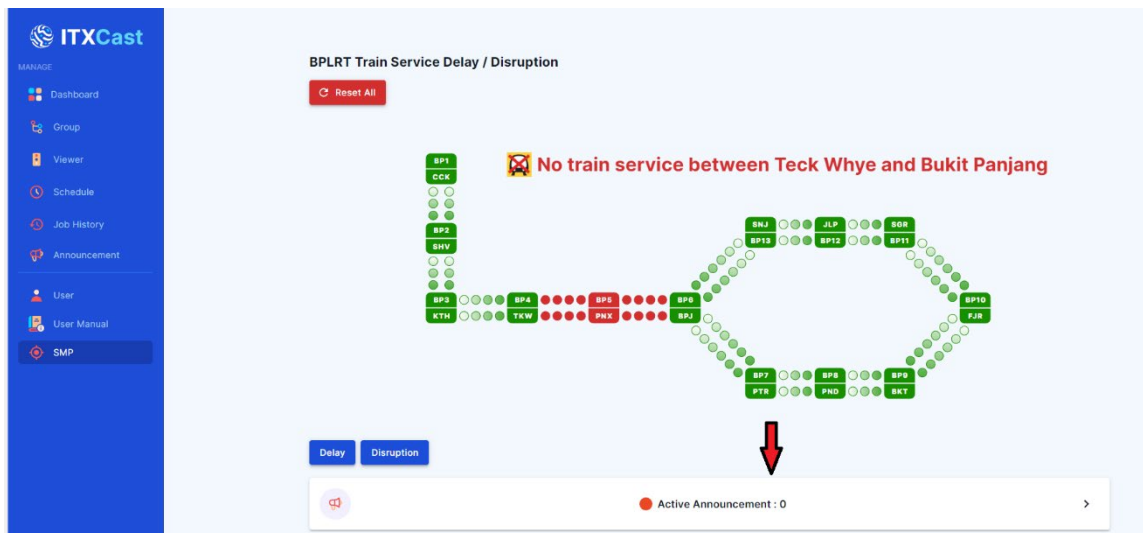 ITXCast
MANAGE
Dashboard
Group
Viewer
Schedule
Job History
Announcement
User
User Manual
SMP
BPLRT Train Service Delay / Disruption
Reset All
No train service between Teck Whye and Bukit Panjang
BP1
CCK
BP2
SHV
BP3
KTH
BP4
TKW
BP5
PNX
BP6
BPJ
SNJ
BP13
JLP
BP12
SGR
BP11
BP10
FJR
BP7
PTR
BP8
PND
BP9
BKT
Delay
Disruption
Active Announcement : 0